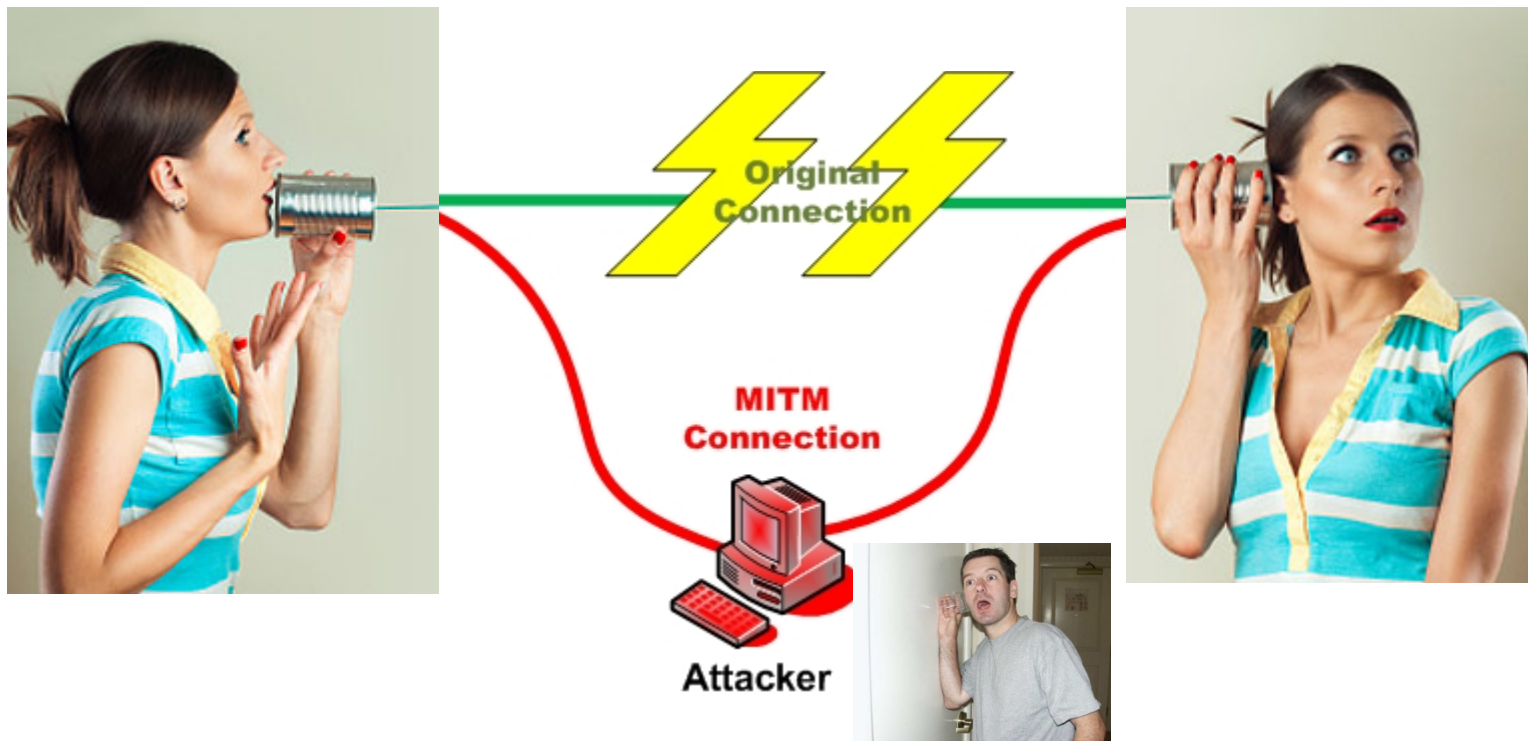 Original
Connection
MITM
Connection
Attacker